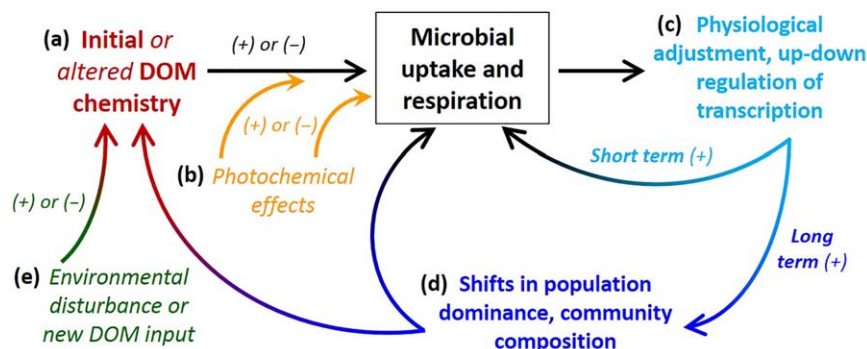 (a) Initial or
altered DOM
chemistry
(+) or (−)
Microbial
uptake and
respiration
(c) Physiological
adjustment, up-down
regulation of
transcription
(+) or (−)
(b) Photochemical
effects
Short term (+)
(+) or (−)
Long
term (+)
(e) Environmental
disturbance or
new DOM input
(d) Shifts in population
dominance, community
composition